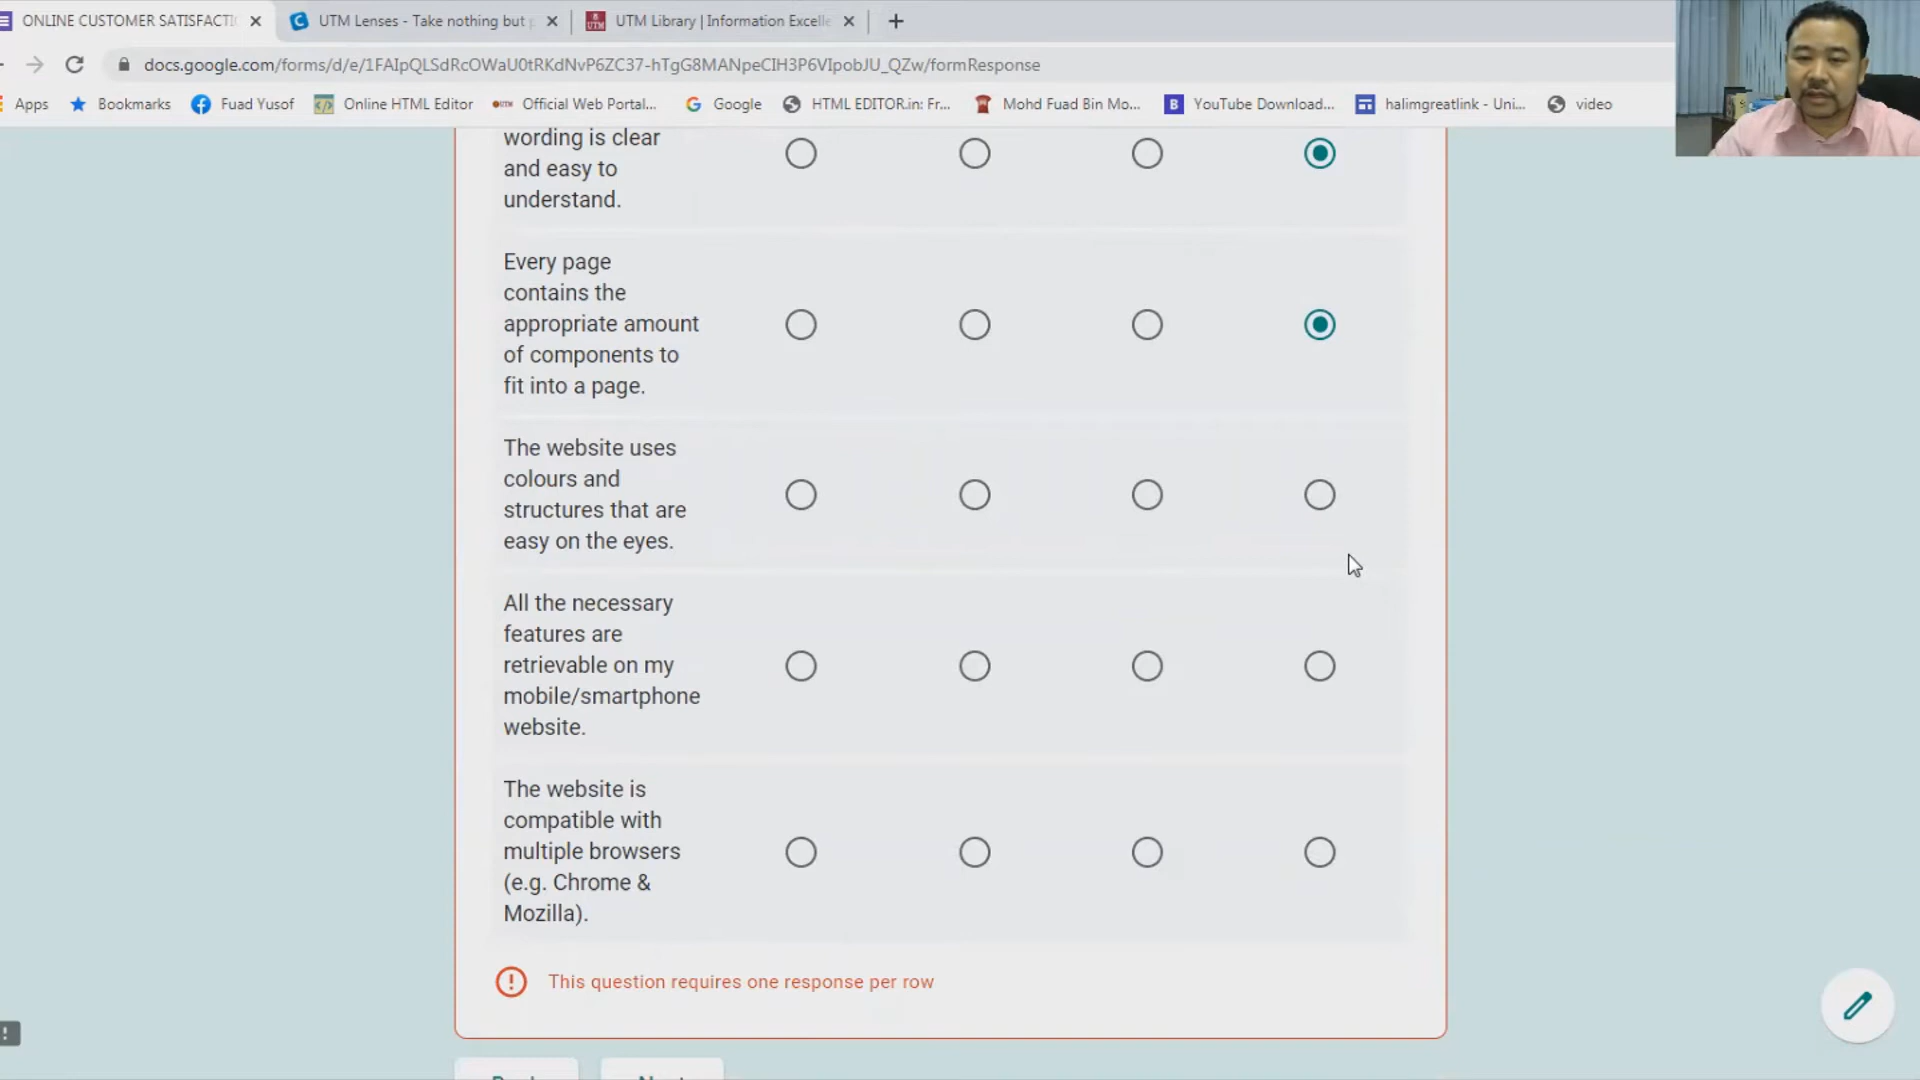 ONLINE CUSTOMER SATISFACTI
UTM Lenses - Take nothing but
UTM Library | Information Excelle
docs.google.com/forms/d/e/1FAIpQLSdRcOWaU0tRKdNvP6ZC37-hTgG8MANpeCIH3P6VIpobJU_QZw/formResponse
Apps
Bookmarks
Fuad Yusof
Online HTML Editor
Official Web Portal...
Google
HTML EDITOR.in: Fr...
Mohd Fuad Bin Mo...
YouTube Download...
halimgreatlink - Uni...
video
wording is clear
and easy to
understand.
Every page
contains the
appropriate amount
of components to
fit into a page.
The website uses
colours and
structures that are
easy on the eyes.
All the necessary
features are
retrievable on my
mobile/smartphone
website.
The website is
compatible with
multiple browsers
(e.g. Chrome &
Mozilla).
This question requires one response per row